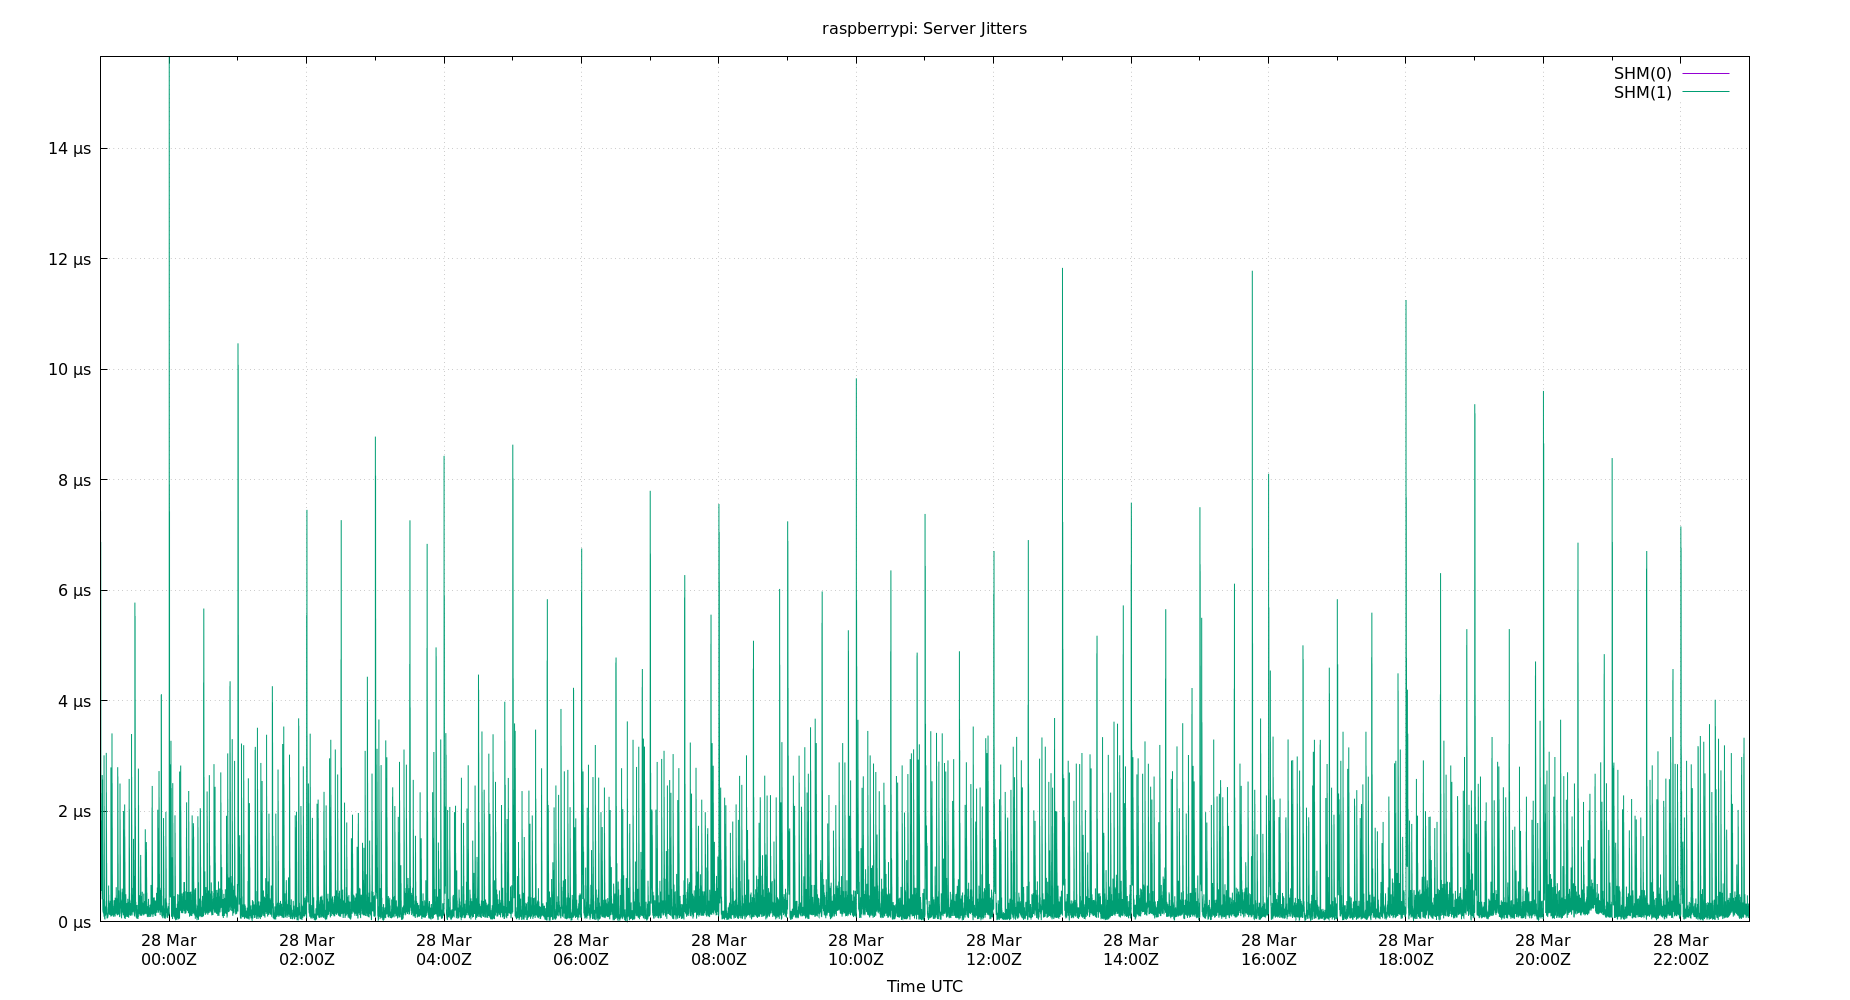 raspberrypi: Server Jitters
SHM(0)
SHM(1)
14 µs
12 µs
10 µs
8 µs
6 µs
4 µs
2 µs
0 µs
28 Mar 28 Mar 28 Mar 28 Mar 28 Mar 28 Mar 28 Mar 28 Mar 28 Mar 28 Mar 28 Mar 28 Mar
00:00Z 02:00Z 04:00Z 06:00Z 08:00Z 10:00Z 12:00Z 14:00Z 16:00Z 18:00Z 20:00Z 22:00Z
Time UTC